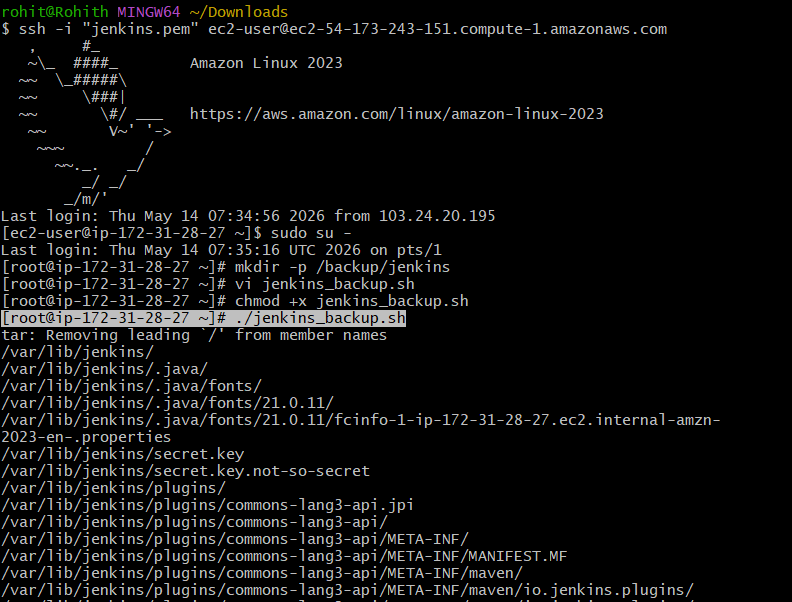 rohit@Rohith MINGW64 ~/Downloads
$ ssh -i "jenkins.pem" ec2-user@ec2-54-173-243-151.compute-1.amazonaws.com
   ,     #_
   ~\_  ####_        Amazon Linux 2023
  ~~  \_#####\
  ~~     \###|
  ~~       \#/ ___   https://aws.amazon.com/linux/amazon-linux-2023
   ~~       V~' '->
    ~~~         /
      ~~._.   _/
         _/ _/
       _/m/'
Last login: Thu May 14 07:34:56 2026 from 103.24.20.195
[ec2-user@ip-172-31-28-27 ~]$ sudo su -
Last login: Thu May 14 07:35:16 UTC 2026 on pts/1
[root@ip-172-31-28-27 ~]# mkdir -p /backup/jenkins
[root@ip-172-31-28-27 ~]# vi jenkins_backup.sh
[root@ip-172-31-28-27 ~]# chmod +x jenkins_backup.sh
[root@ip-172-31-28-27 ~]# ./jenkins_backup.sh
tar: Removing leading `/' from member names
/var/lib/jenkins/
/var/lib/jenkins/.java/
/var/lib/jenkins/.java/fonts/
/var/lib/jenkins/.java/fonts/21.0.11/
/var/lib/jenkins/.java/fonts/21.0.11/fcinfo-1-ip-172-31-28-27.ec2.internal-amzn-
2023-en-.properties
/var/lib/jenkins/secret.key
/var/lib/jenkins/secret.key.not-so-secret
/var/lib/jenkins/plugins/
/var/lib/jenkins/plugins/commons-lang3-api.jpi
/var/lib/jenkins/plugins/commons-lang3-api/
/var/lib/jenkins/plugins/commons-lang3-api/META-INF/
/var/lib/jenkins/plugins/commons-lang3-api/META-INF/MANIFEST.MF
/var/lib/jenkins/plugins/commons-lang3-api/META-INF/maven/
/var/lib/jenkins/plugins/commons-lang3-api/META-INF/maven/io.jenkins.plugins/